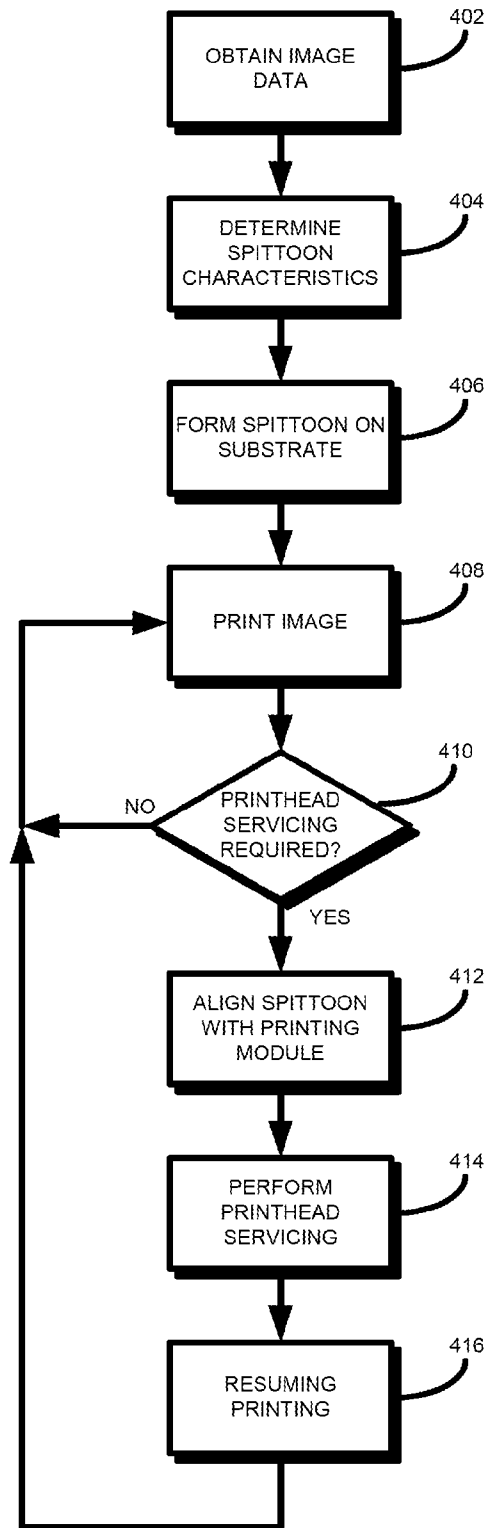 402
OBTAIN IMAGE
DATA
404
DETERMINE
SPITTOON
CHARACTERISTICS
406
FORM SPITTOON ON
SUBSTRATE
408
PRINT IMAGE
410
NO
PRINTHEAD
SERVICING
REQUIRED?
YES
412
ALIGN SPITTOON
WITH PRINTING
MODULE
414
PERFORM
PRINTHEAD
SERVICING
416
RESUMING
PRINTING